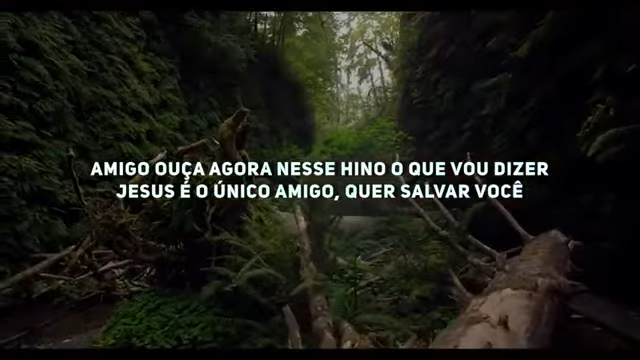 AMIGO OUÇA AGORA NESSE HINO O QUE VOU DIZER
JESUS É O ÚNICO AMIGO, QUER SALVAR VOCÊ